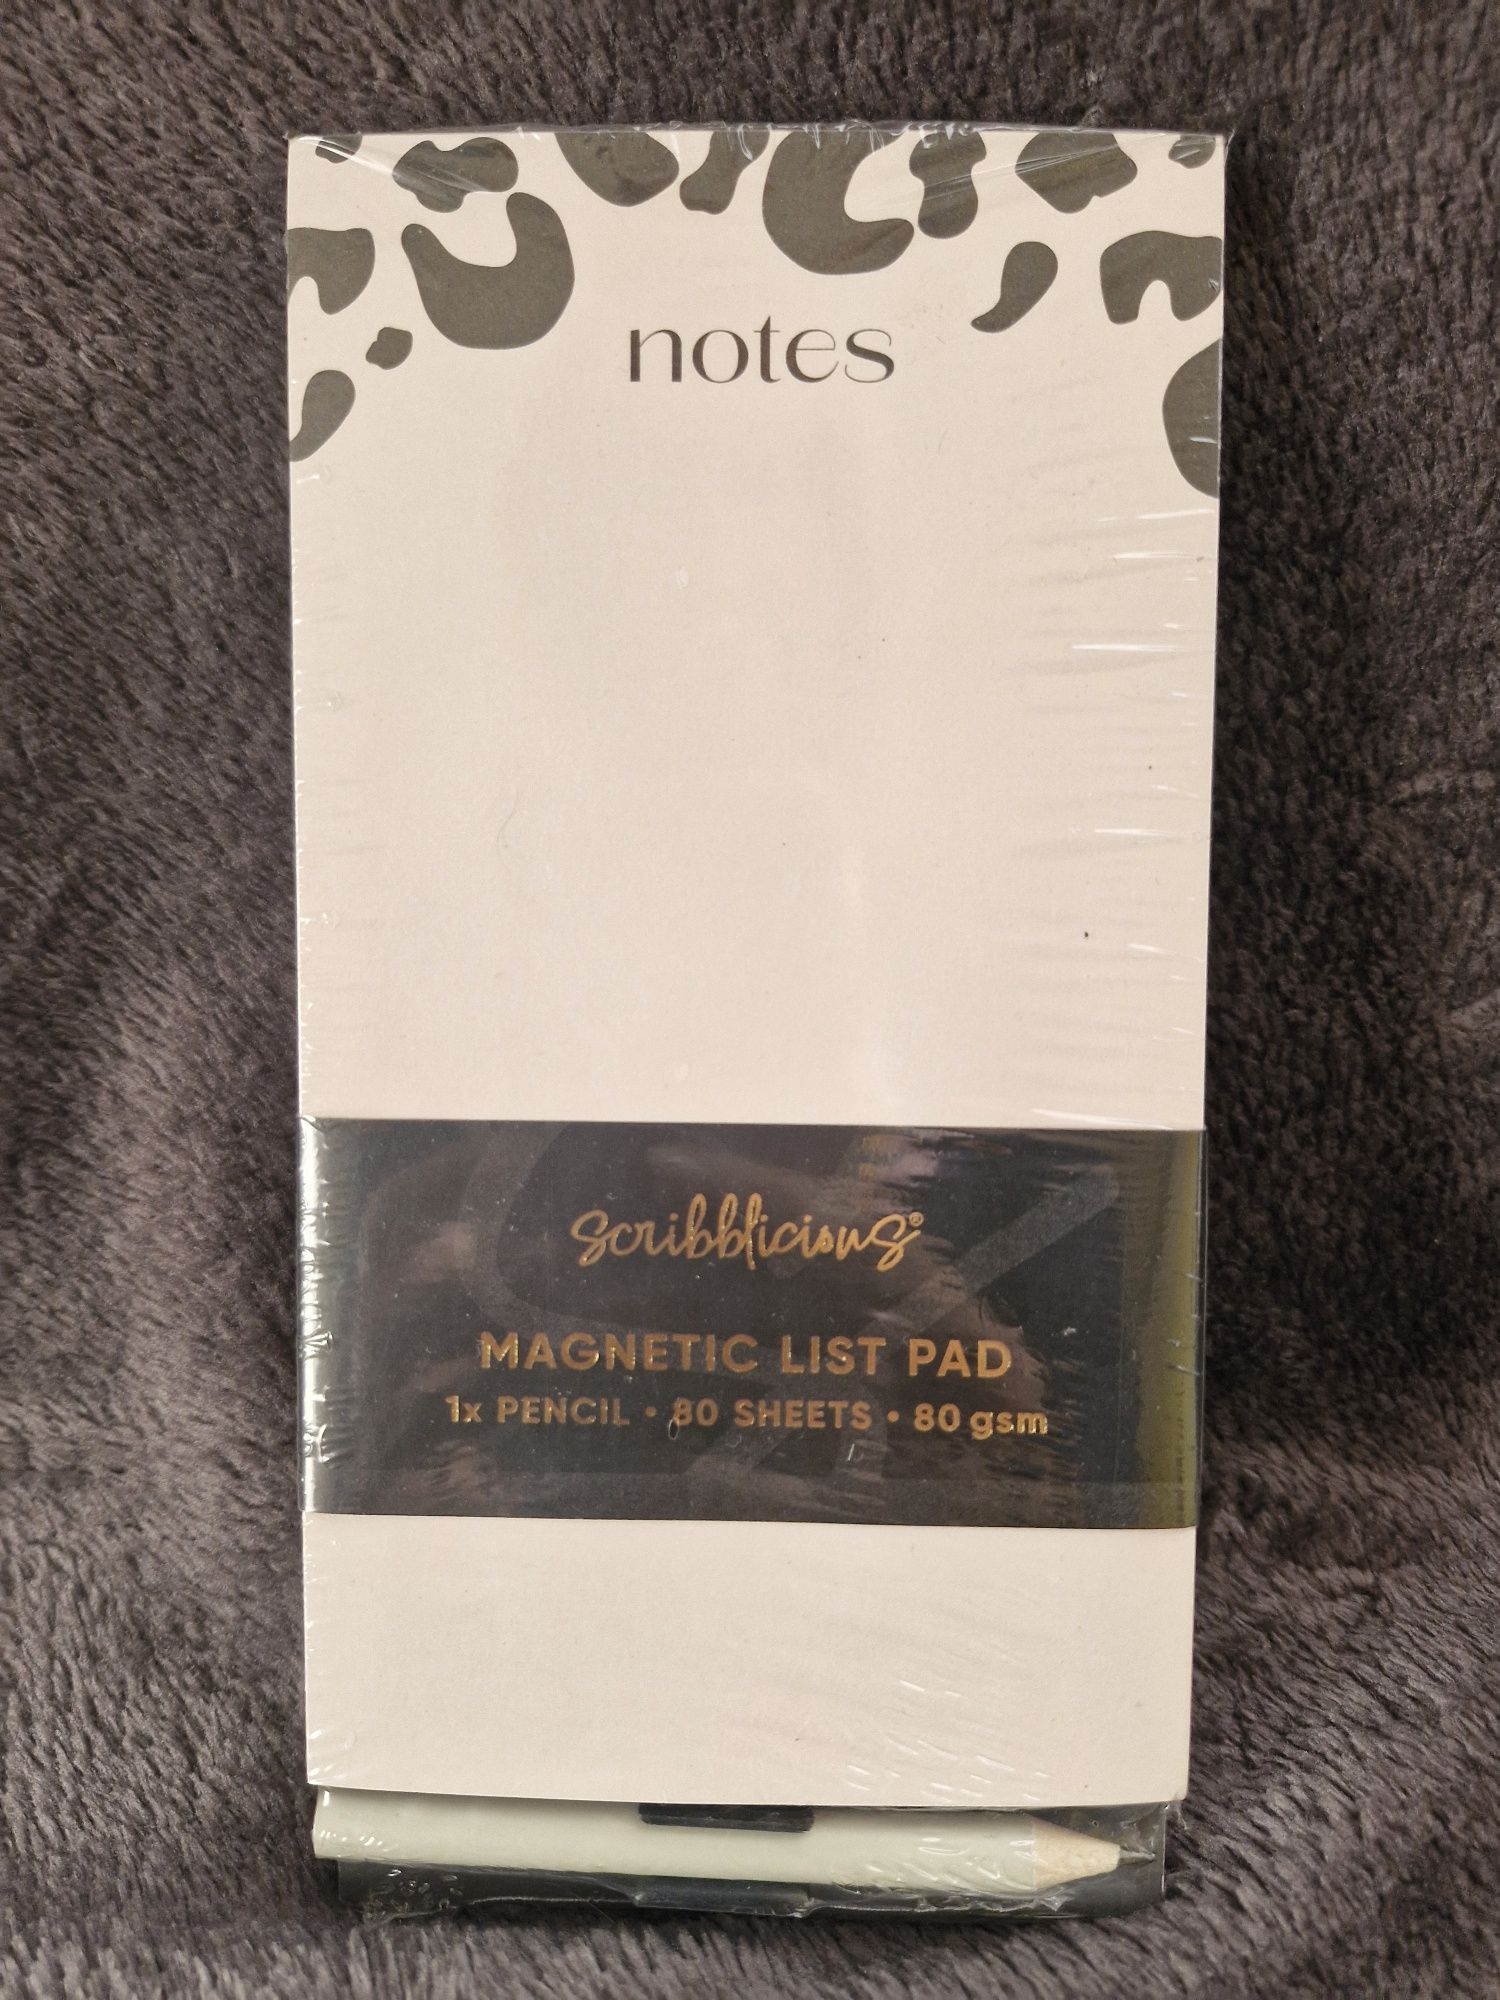 notes
Scribblicious®
MAGNETIC LIST PAD
1x PENCIL • 80 SHEETS • 80 gsm